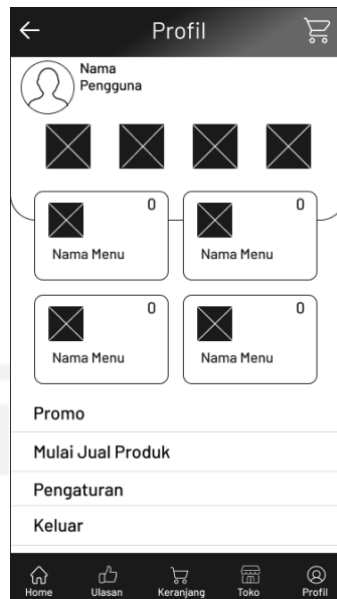 Profil
Nama
Pengguna
0
0
Nama Menu
Nama Menu
0
0
Nama Menu
Nama Menu
Promo
Mulai Jual Produk
Pengaturan
Keluar
Home Ulasan Keranjang Toko Profil